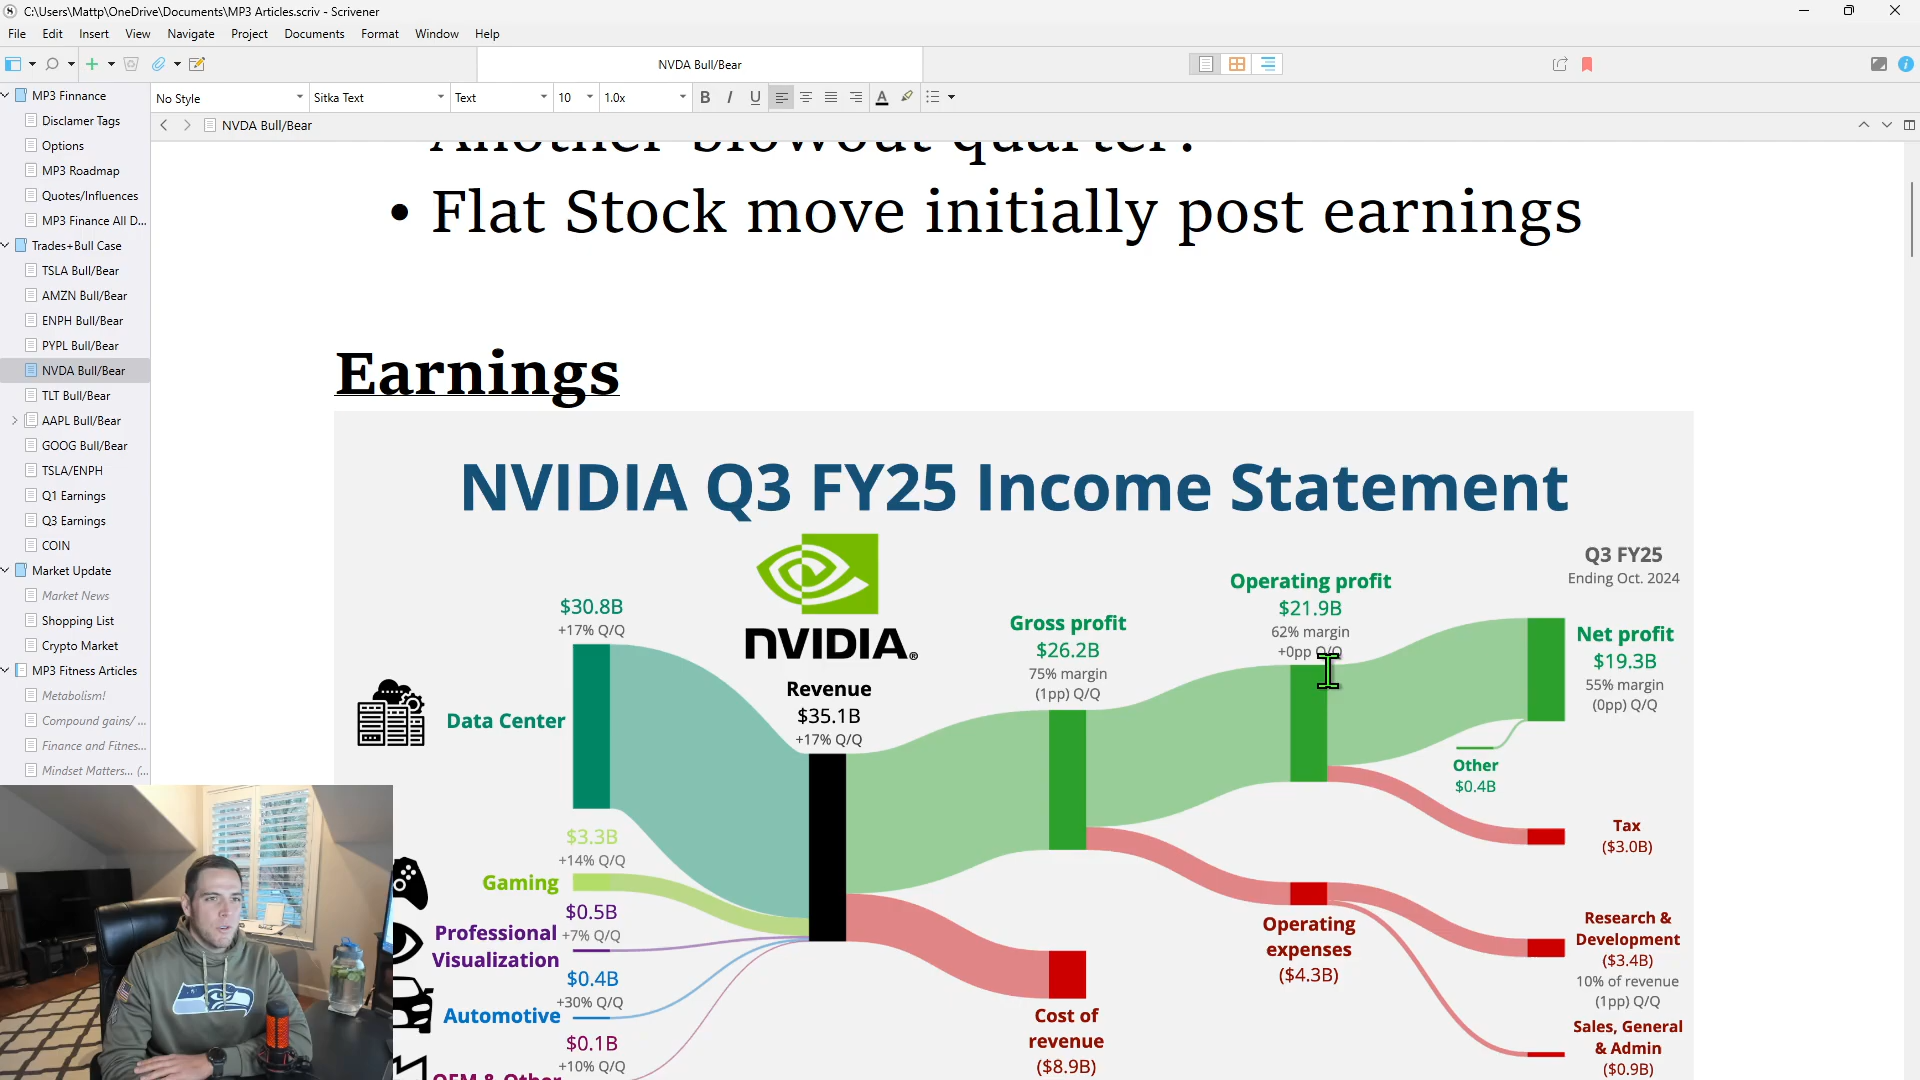 C:\Users\Mattp\OneDrive\Documents\MP3 Articles.scriv - Scrivener
File Edit Insert View Navigate Project Documents Format Window Help
NVDA Bull/Bear
No Style Sitka Text Text 10 1.0x B I U A
NVDA Bull/Bear
MP3 Finnance
Disclamer Tags
Options
MP3 Roadmap
Quotes/Influences
MP3 Finance All D...
Trades+Bull Case
TSLA Bull/Bear
AMZN Bull/Bear
ENPH Bull/Bear
PYPL Bull/Bear
NVDA Bull/Bear
TLT Bull/Bear
AAPL Bull/Bear
GOOG Bull/Bear
TSLA/ENPH
Q1 Earnings
Q3 Earnings
COIN
Market Update
Market News
Shopping List
Crypto Market
MP3 Fitness Articles
Metabolism!
Compound gains/ ...
Finance and Fitnes...
Mindset Matters... (...
Another blowout quarter!
• Flat Stock move initially post earnings
Earnings
NVIDIA Q3 FY25 Income Statement
NVIDIA®
Q3 FY25
Ending Oct. 2024
$30.8B
+17% Q/Q
Data Center
$3.3B
+14% Q/Q
Gaming
$0.5B
Professional
+7% Q/Q
Visualization
$0.4B
+30% Q/Q
Automotive
$0.1B
+10% Q/Q
OEM & Other
Revenue
$35.1B
+17% Q/Q
Gross profit
$26.2B
75% margin
(1pp) Q/Q
Cost of
revenue
($8.9B)
Operating profit
$21.9B
62% margin
+0pp Q/Q
Operating
expenses
($4.3B)
Net profit
$19.3B
55% margin
(0pp) Q/Q
Other
$0.4B
Tax
($3.0B)
Research &
Development
($3.4B)
10% of revenue
(1pp) Q/Q
Sales, General
& Admin
($0.9B)